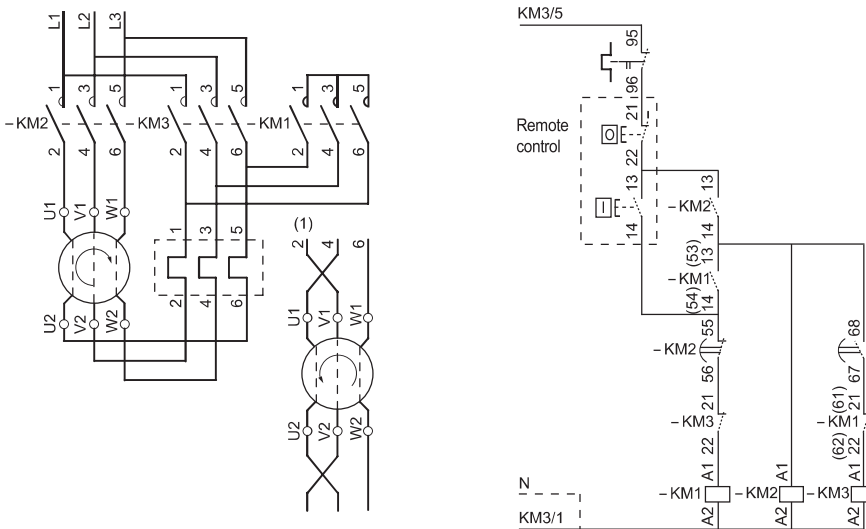 L1 L2 L3
1 3 5 1 3 5 1 3 5
–KM2 –KM3 –KM1
2 4 6 2 4 6 2 4 6
U1 V1 W1
1 3 5
(1)
2 4 6
2 4 6
U2 V2 W2
U1 V1 W1
U2 V2 W2
KM3/5
95
96
Remote
control
21
O
22
13
I
14
13
–KM2
14
(53)
13
–KM1
(54)
14
55
–KM2
56
21
–KM3
22
68
67
(61)
21
–KM1
(62)
22
A1 A1 A1
–KM1 –KM2 –KM3
A2 A2 A2
N
KM3/1